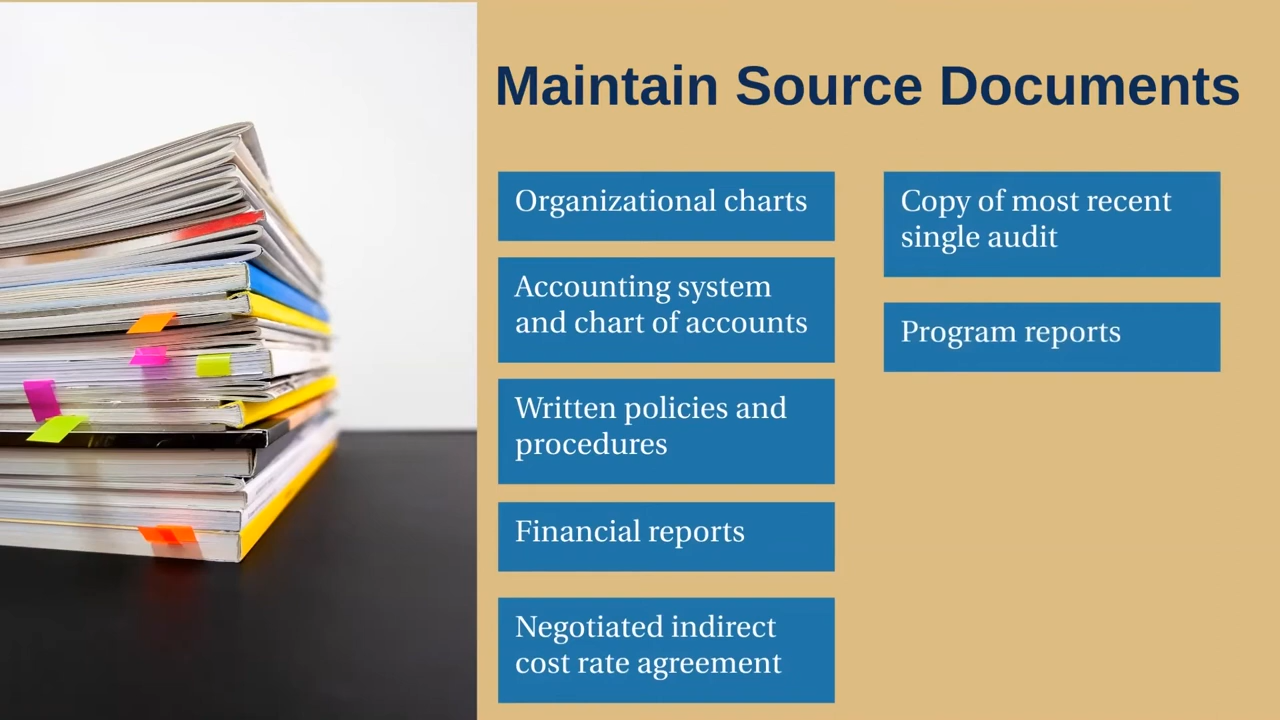 Maintain Source Documents
Organizational charts
Accounting system
and chart of accounts
Written policies and
procedures
Financial reports
Negotiated indirect
cost rate agreement
Copy of most recent
single audit
Program reports